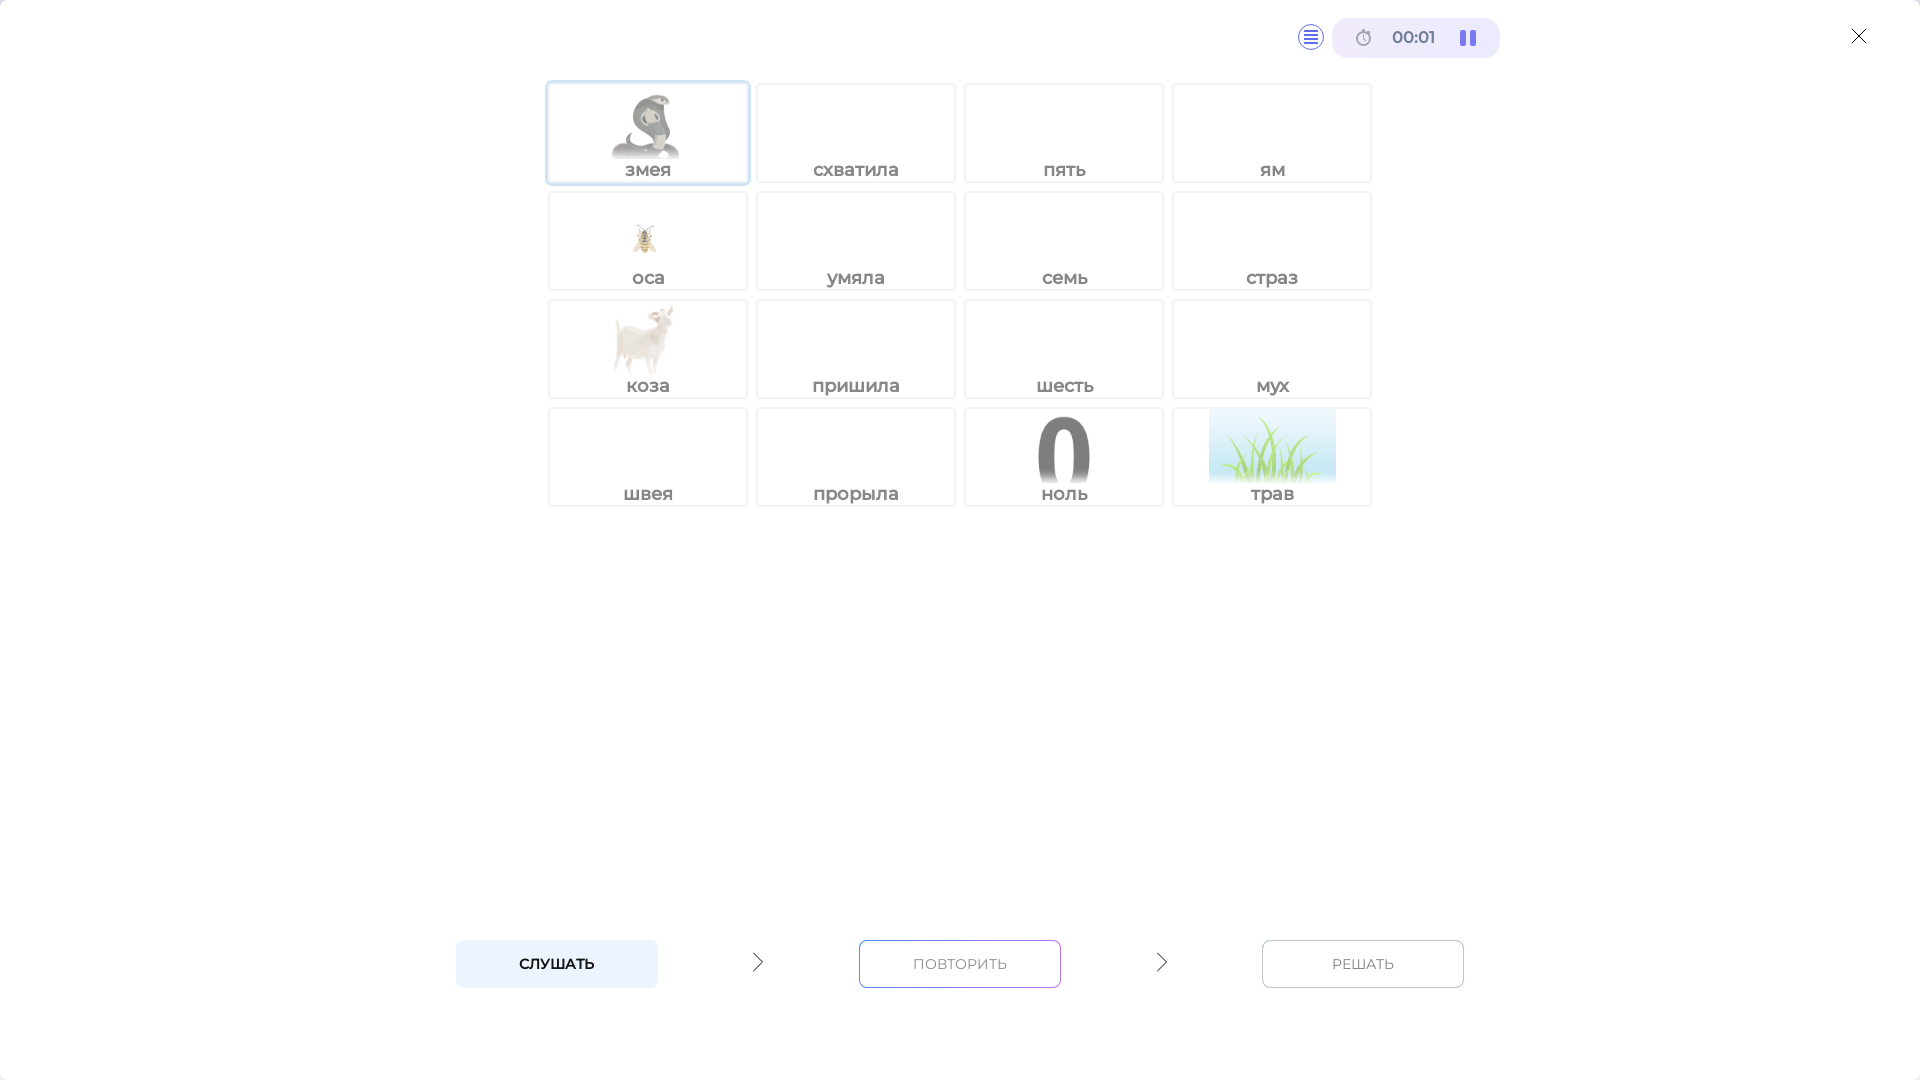 00:01
змея схватила пять ям
оса умяла семь страз
коза пришила шесть мух
швея прорыла ноль трав
СЛУШАТЬ ПОВТОРИТЬ РЕШАТЬ